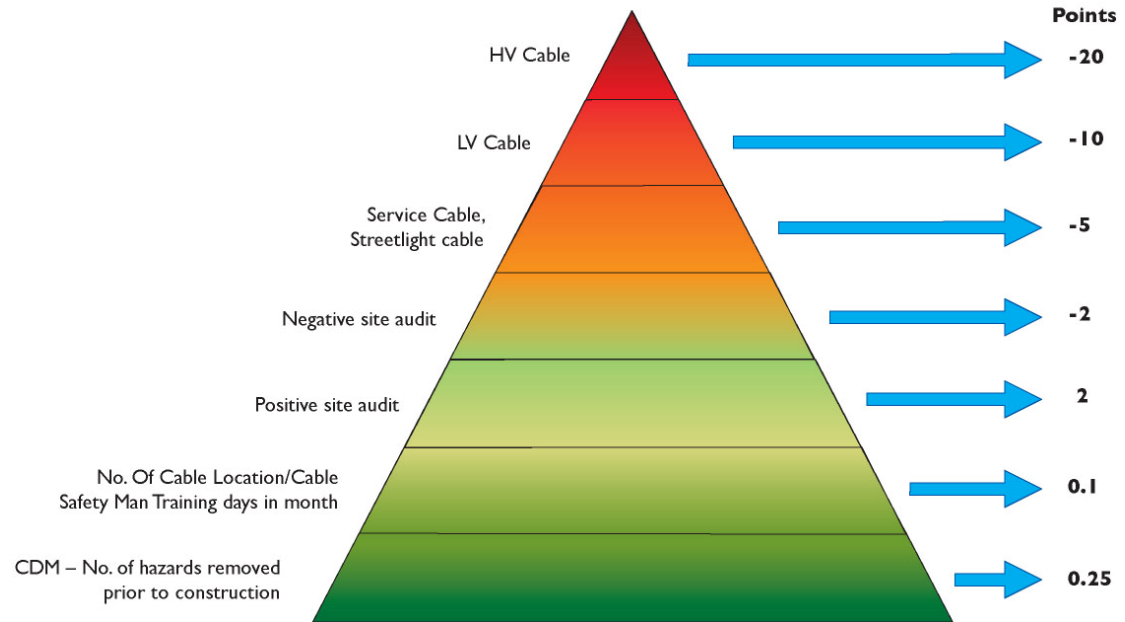 Points
HV Cable
-20
LV Cable
-10
Service Cable,
Streetlight cable
-5
Negative site audit
-2
Positive site audit
2
No. Of Cable Location/Cable
Safety Man Training days in month
0.1
CDM – No. of hazards removed
prior to construction
0.25